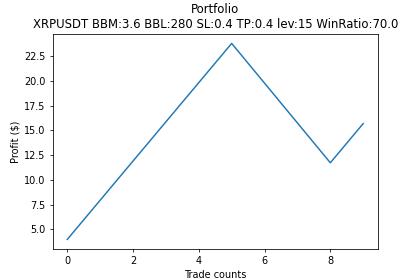 Portfolio
XRPUSDT BBM:3.6 BBL:280 SL:0.4 TP:0.4 lev:15 WinRatio:70.0
22.5
20.0
17.5
15.0
12.5
10.0
7.5
5.0
Profit ($)
0 2 4 6 8
Trade counts